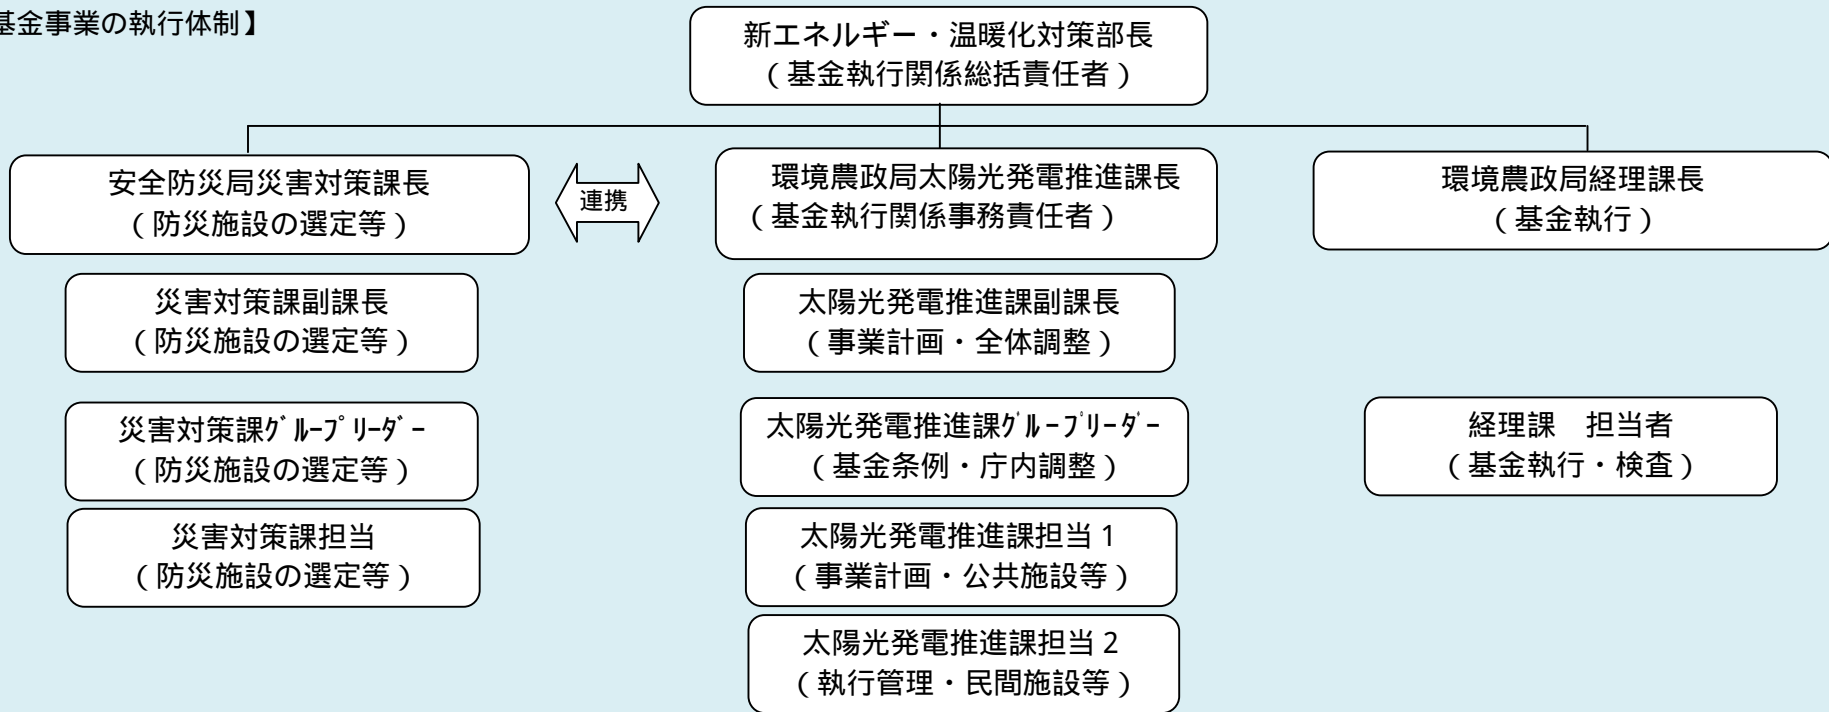 基金事業の執行体制】
新エネルギー・温暖化対策部長
（基金執行関係総括責任者）
安全防災局災害対策課長
（防災施設の選定等）
連携
環境農政局太陽光発電推進課長
（基金執行関係事務責任者）
環境農政局経理課長
（基金執行）
災害対策課副課長
（防災施設の選定等）
太陽光発電推進課副課長
（事業計画・全体調整）
災害対策課ｸﾞﾙｰﾌﾟﾘｰﾀﾞｰ
（防災施設の選定等）
太陽光発電推進課ｸﾞﾙｰﾌﾟﾘｰﾀﾞｰ
（基金条例・庁内調整）
経理課　担当者
（基金執行・検査）
災害対策課担当
（防災施設の選定等）
太陽光発電推進課担当１
（事業計画・公共施設等）
太陽光発電推進課担当２
（執行管理・民間施設等）